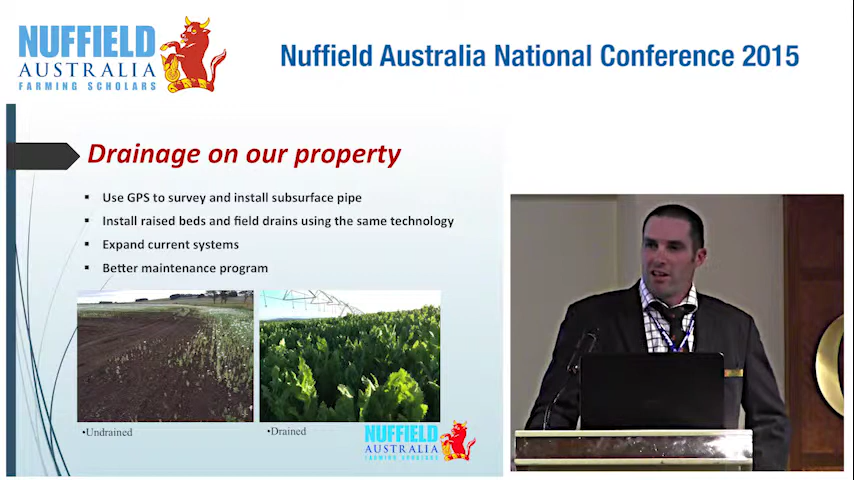 NUFFIELD
AUSTRALIA
FARMING SCHOLARS
Nuffield Australia National Conference 2015
Drainage on our property
Use GPS to survey and install subsurface pipe
Install raised beds and field drains using the same technology
Expand current systems
Better maintenance program
•Undrained
•Drained
NUFFIELD
AUSTRALIA
FARMING SCHOLARS